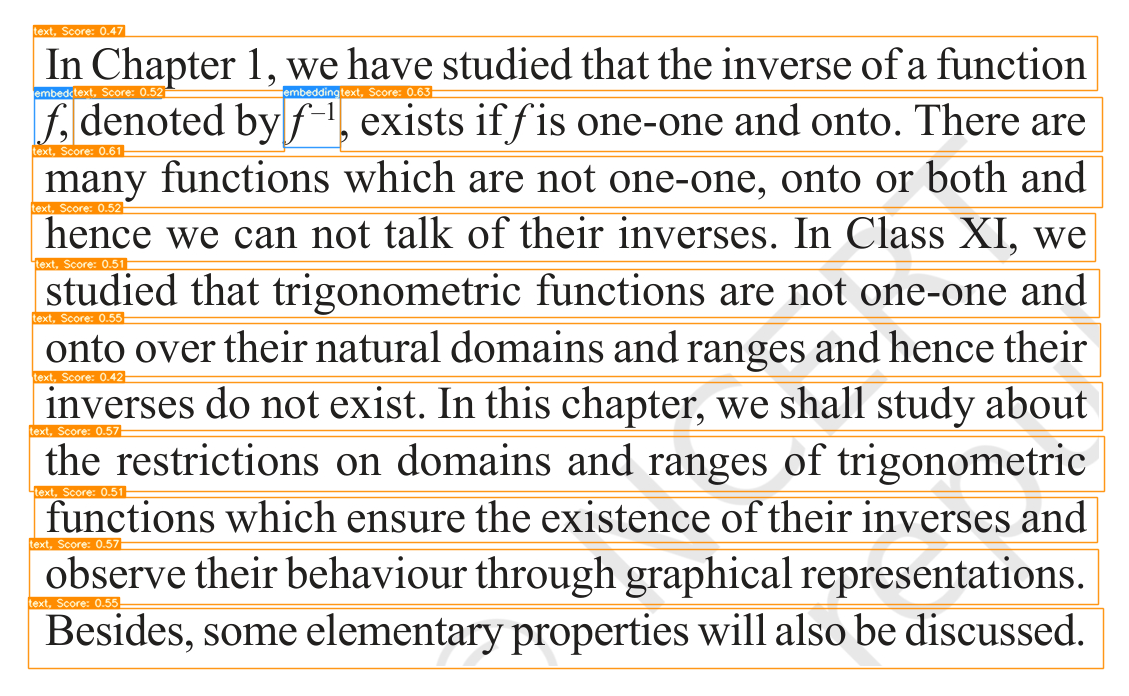 text, Score: 0.47
In Chapter 1, we have studied that the inverse of a function
text, Score: 0.52 embedding text, Score: 0.63
f, denoted by f⁻¹, exists if f is one-one and onto. There are
text, Score: 0.61
many functions which are not one-one, onto or both and
text, Score: 0.52
hence we can not talk of their inverses. In Class XI, we
text, Score: 0.51
studied that trigonometric functions are not one-one and
text, Score: 0.55
onto over their natural domains and ranges and hence their
text, Score: 0.42
inverses do not exist. In this chapter, we shall study about
text, Score: 0.57
the restrictions on domains and ranges of trigonometric
text, Score: 0.51
functions which ensure the existence of their inverses and
text, Score: 0.57
observe their behaviour through graphical representations.
text, Score: 0.55
Besides, some elementary properties will also be discussed.
NCERT